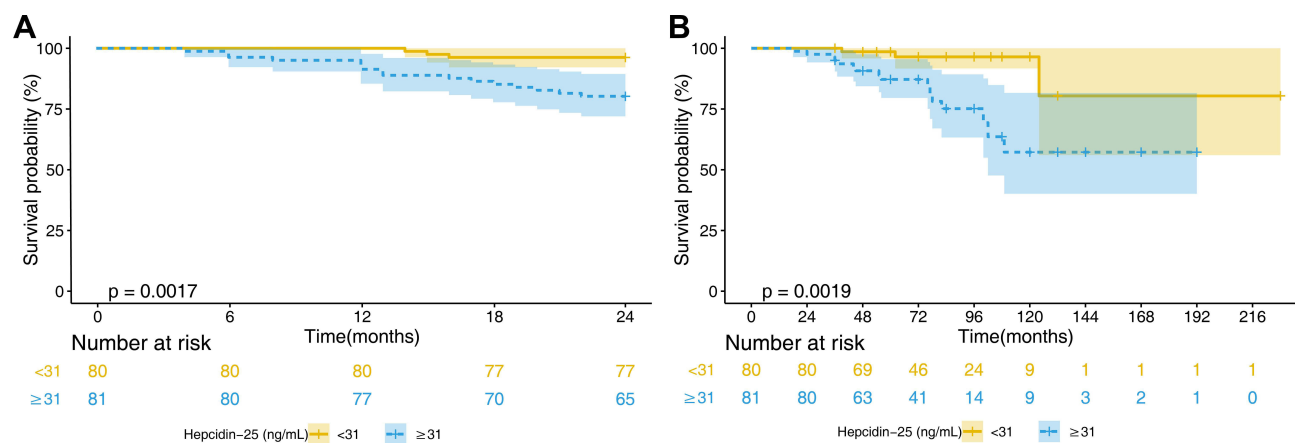 A
Survival probability (%)
100
75
50
25
0
p = 0.0017
0 6 12 18 24
Time(months)
Number at risk
<31 80 80 80 77 77
≥31 81 80 77 70 65
Hepcidin−25 (ng/mL) <31 ≥31
B
Survival probability (%)
100
75
50
25
0
p = 0.0019
0 24 48 72 96 120 144 168 192 216
Time(months)
Number at risk
<31 80 80 69 46 24 9 1 1 1 1
≥31 81 80 63 41 14 9 3 2 1 0
Hepcidin−25 (ng/mL) <31 ≥31